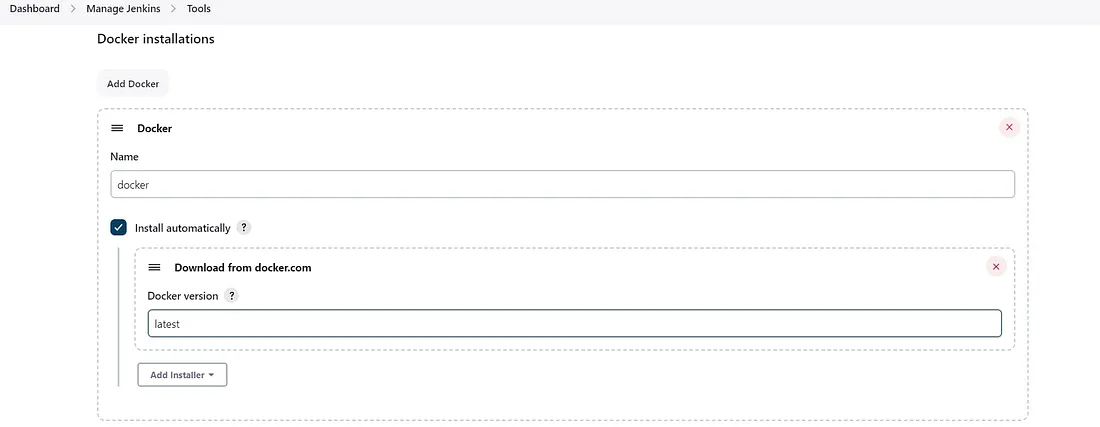 Dashboard > Manage Jenkins > Tools
Docker installations
Add Docker
Docker
Name
docker
Install automatically ?
Download from docker.com
Docker version ?
latest
Add Installer